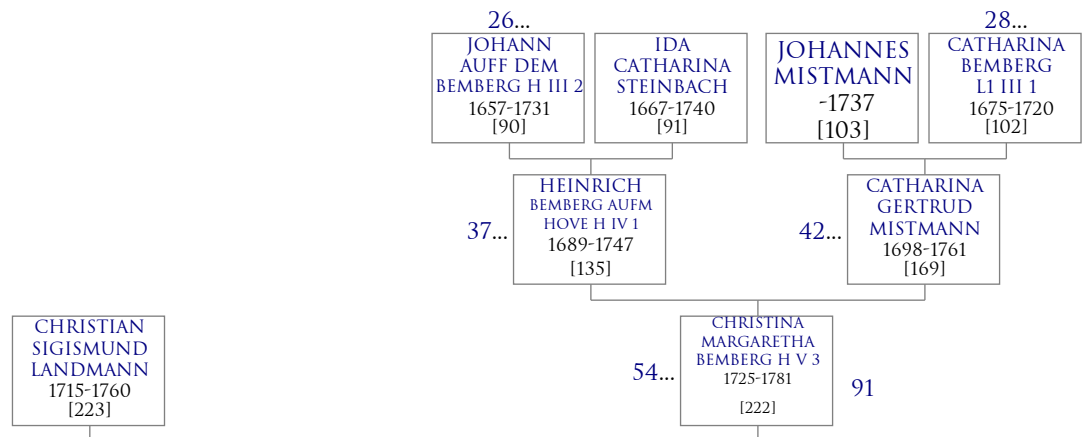 26...
JOHANN
AUFF DEM
BEMBERG H III 2
1657-1731
[90]
IDA
CATHARINA
STEINBACH
1667-1740
[91]
JOHANNES
MISTMANN
-1737
[103]
28...
CATHARINA
BEMBERG
L1 III 1
1675-1720
[102]
37...
HEINRICH
BEMBERG AUFM
HOVE H IV 1
1689-1747
[135]
42...
CATHARINA
GERTRUD
MISTMANN
1698-1761
[169]
CHRISTIAN
SIGISMUND
LANDMANN
1715-1760
[223]
54...
CHRISTINA
MARGARETHA
BEMBERG H V 3
1725-1781
[222]
91